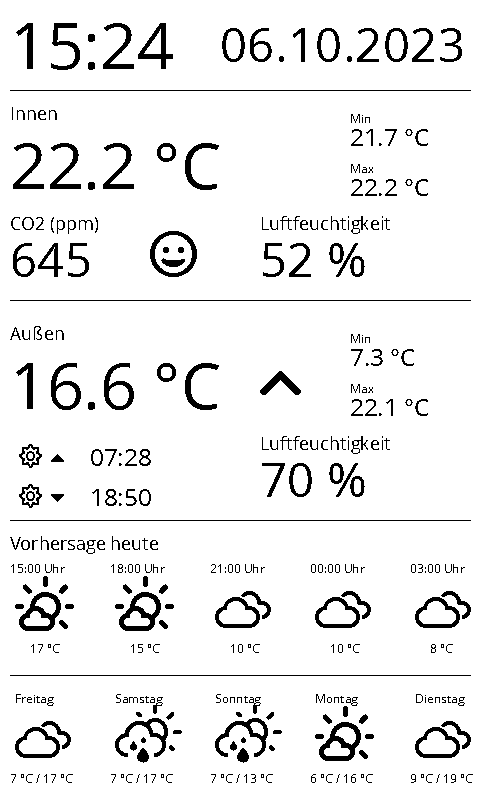 15:24 06.10.2023
Innen
22.2 °C
Min
21.7 °C
Max
22.2 °C
CO2 (ppm)
645
Luftfeuchtigkeit
52 %
Außen
16.6 °C
Min
7.3 °C
Max
22.1 °C
07:28
18:50
Luftfeuchtigkeit
70 %
Vorhersage heute
15:00 Uhr 18:00 Uhr 21:00 Uhr 00:00 Uhr 03:00 Uhr
17 °C 15 °C 10 °C 10 °C 8 °C
Freitag Samstag Sonntag Montag Dienstag
7 °C / 17 °C 7 °C / 17 °C 7 °C / 13 °C 6 °C / 16 °C 9 °C / 19 °C